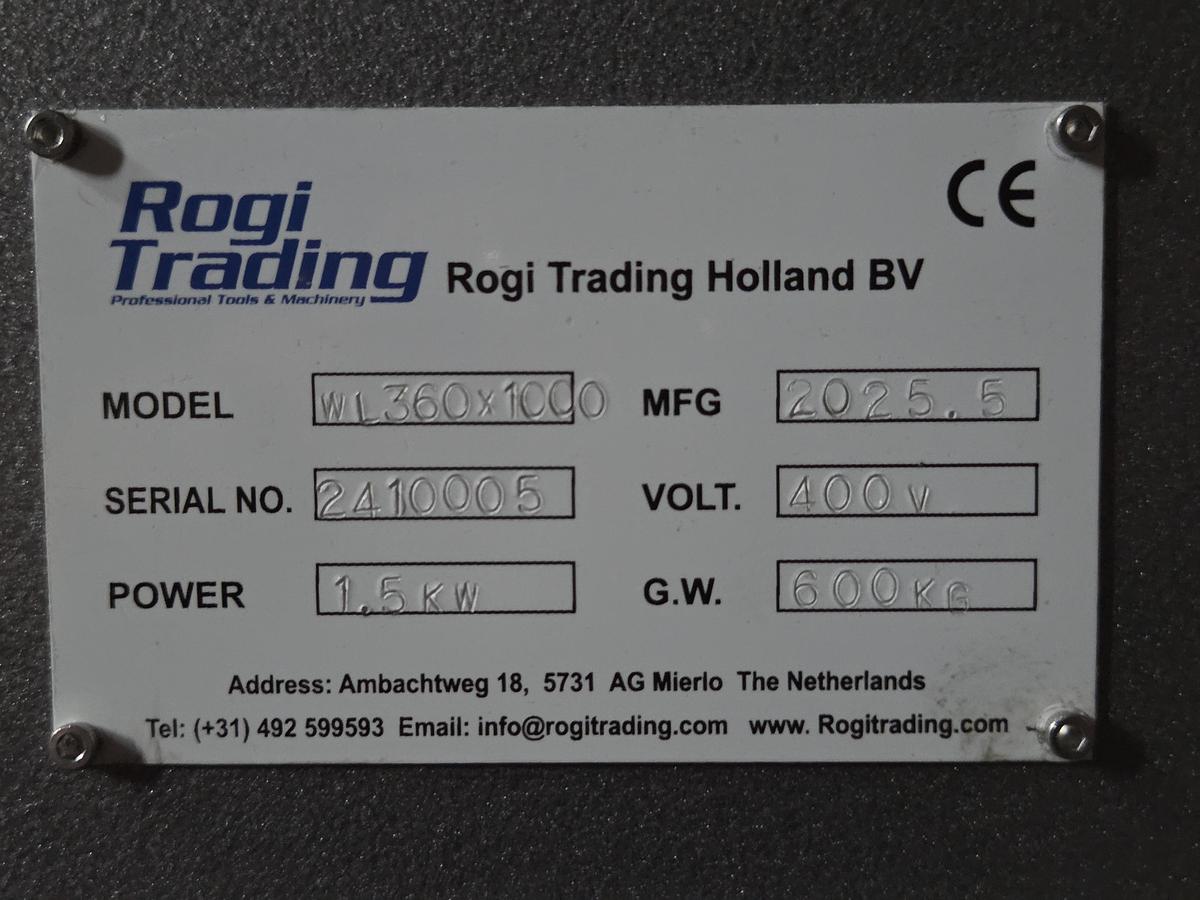 CE
Rogi
Trading
Professional Tools & Machinery
Rogi Trading Holland BV
MODEL WL360x1000 MFG 2025.5
SERIAL NO. 2410005 VOLT. 400V
POWER 1.5KW G.W. 600KG
Address: Ambachtweg 18, 5731 AG Mierlo The Netherlands
Tel: (+31) 492 599593 Email: info@rogitrading.com www. Rogitrading.com